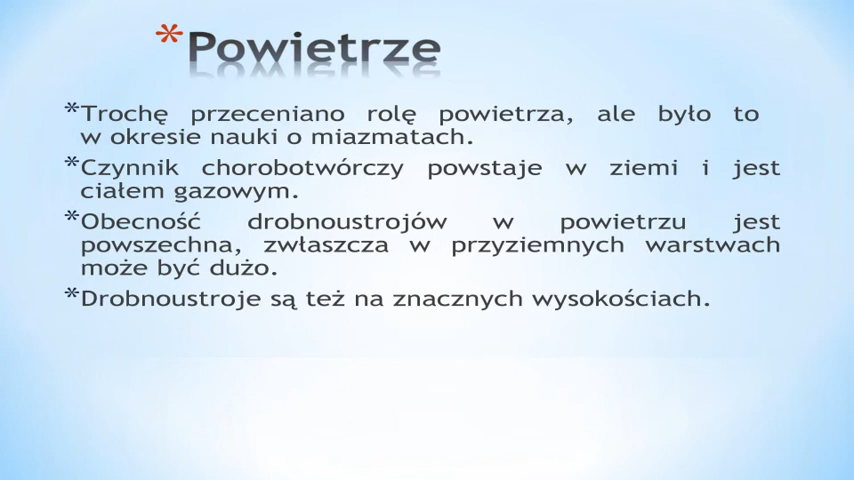 *Powietrze
*Trochę przeceniano rolę powietrza, ale było to
w okresie nauki o miazmatach.
*Czynnik chorobotwórczy powstaje w ziemi i jest
ciałem gazowym.
*Obecność drobnoustrojów w powietrzu jest
powszechna, zwłaszcza w przyziemnych warstwach
może być dużo.
*Drobnoustroje są też na znacznych wysokościach.